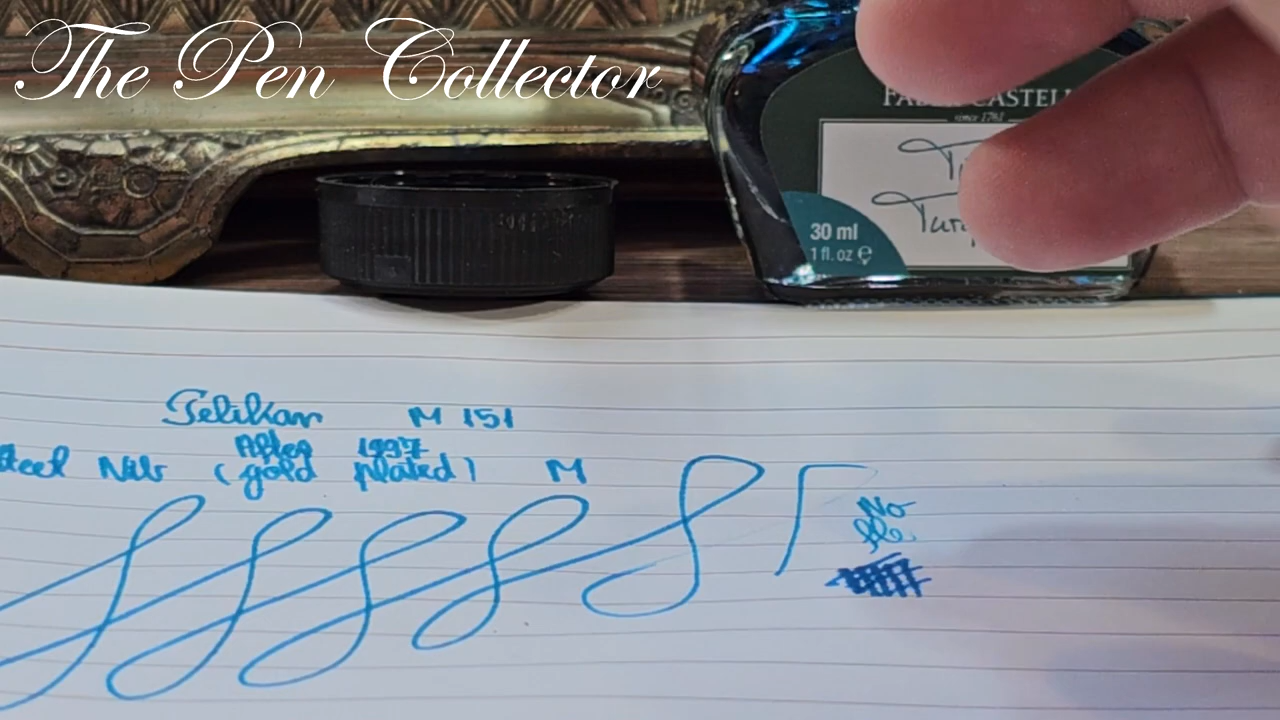 The Pen Collector
FABER-CASTELL
since 1761
30 ml
1 fl. oz ℮
Pelikan M 151
After 1997
Steel Nib (gold plated) M
No